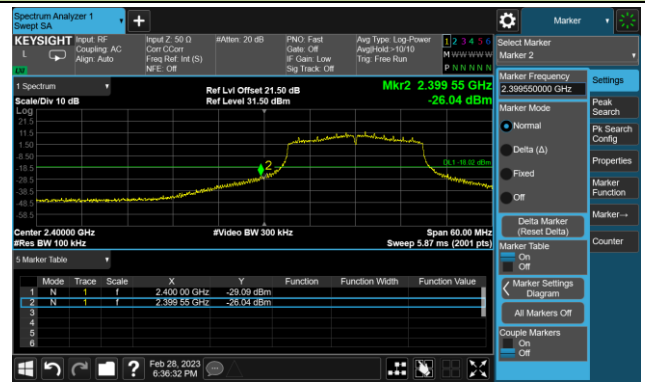 Spectrum Analyzer 1
Swept SA
KEYSIGHT
L
Input: RF
Coupling: AC
Align: Auto
Input Z: 50 Ω
Corr CCorr
Freq Ref: Int (S)
NFE: Off
#Atten: 20 dB
PNO: Fast
Gate: Off
IF Gain: Low
Sig Track: Off
Avg Type: Log-Power
Avg|Hold:>10/10
Trig: Free Run
1 2 3 4 5 6
M W W W W W
P N N N N N
1 Spectrum
Scale/Div 10 dB
Log
Ref Lvl Offset 21.50 dB
Ref Level 31.50 dBm
Mkr2 2.399 55 GHz
-26.04 dBm
21.5
11.5
1.50
-8.50
-18.5
-28.5
-38.5
-48.5
-58.5
2
DL1 -18.02 dBm
Center 2.40000 GHz
#Res BW 100 kHz
#Video BW 300 kHz
Span 60.00 MHz
Sweep 5.87 ms (2001 pts)
5 Marker Table
Mode Trace Scale X Y Function Function Width Function Value
1 N 1 f 2.400 00 GHz -29.09 dBm
2 N 1 f 2.399 55 GHz -26.04 dBm
3
4
5
6
Feb 28, 2023
6:36:32 PM
Marker
Select Marker
Marker 2
Marker Frequency
2.399550000 GHz
Marker Mode
Normal
Delta (Δ)
Fixed
Off
Delta Marker
(Reset Delta)
Marker Table
On
Off
Marker Settings
Diagram
All Markers Off
Couple Markers
On
Off
Settings
Peak
Search
Pk Search
Config
Properties
Marker
Function
Marker→
Counter